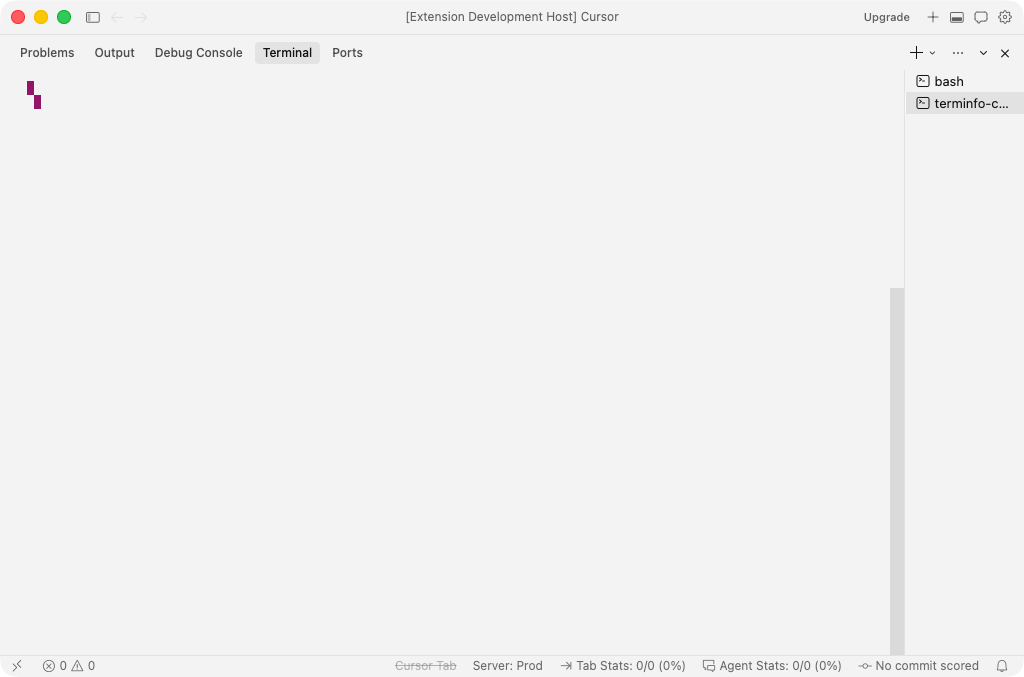 [Extension Development Host] Cursor
Upgrade
Problems Output Debug Console Terminal Ports
bash
terminfo-c...
0 0 Cursor Tab Server: Prod Tab Stats: 0/0 (0%) Agent Stats: 0/0 (0%) No commit scored